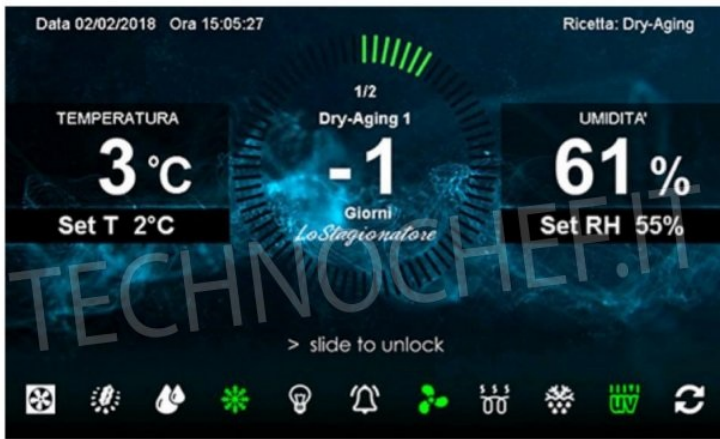 Data 02/02/2018 Ora 15:05:27
Ricetta: Dry-Aging
1/2
Dry-Aging 1
- 1
Giorni
LoStagionatore
TEMPERATURA
3 °C
Set T 2°C
UMIDITA'
61 %
Set RH 55%
TECHNOCHEF.IT
> slide to unlock
UV